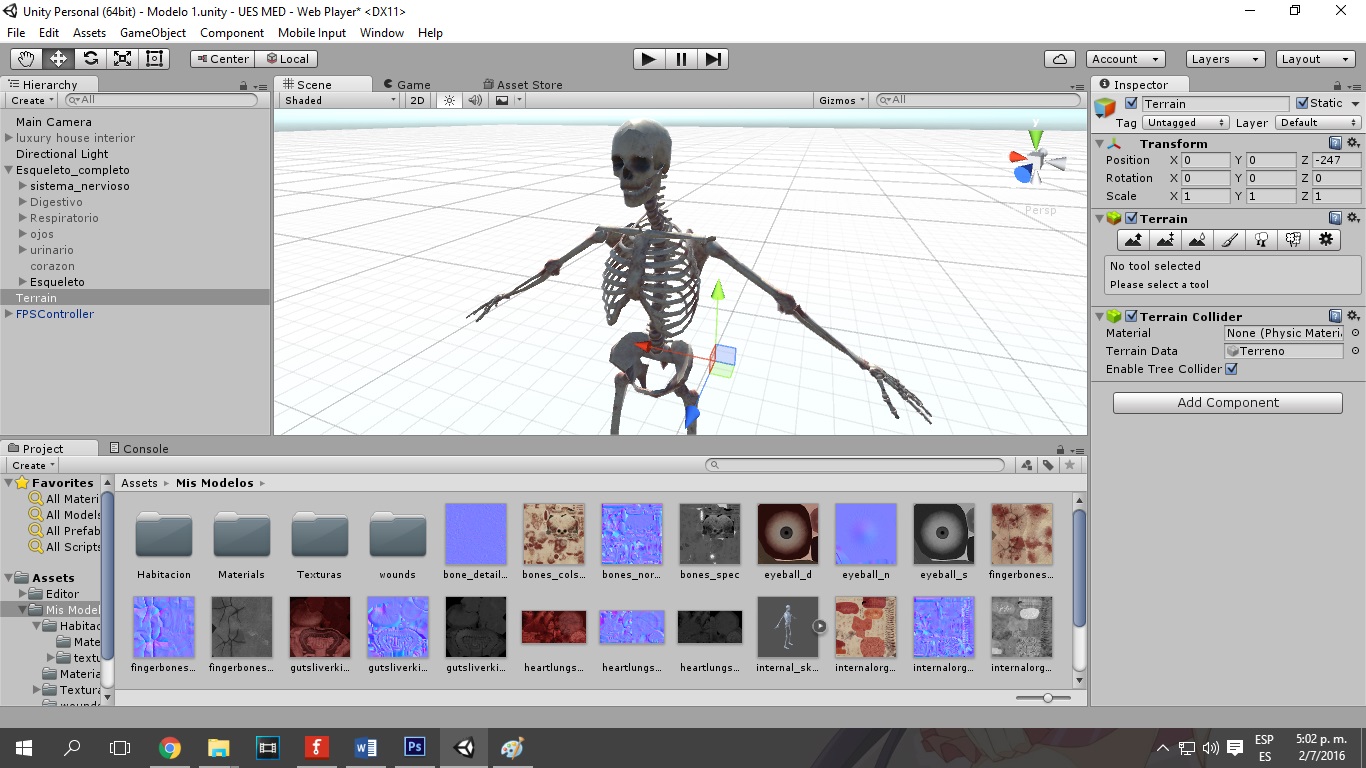 Unity Personal (64bit) - Modelo 1.unity - UES MED - Web Player* <DX11>
File Edit Assets GameObject Component Mobile Input Window Help
Center Local Account Layers Layout
Hierarchy
Create All
Main Camera
luxury house interior
Directional Light
Esqueleto_completo
sistema_nervioso
Digestivo
Respiratorio
ojos
urinario
corazon
Esqueleto
Terrain
FPSController
Scene Game Asset Store
Shaded 2D Gizmos All
y
Persp
Inspector
Terrain Static
Tag Untagged Layer Default
Transform
Position X 0 Y 0 Z -247
Rotation X 0 Y 0 Z 0
Scale X 1 Y 1 Z 1
Terrain
No tool selected
Please select a tool
Terrain Collider
Material None (Physic Materi
Terrain Data Terreno
Enable Tree Collider
Add Component
Project Console
Create
Favorites
All Materi
All Models
All Prefab
All Scripts
Assets
Editor
Mis Model
Habitac
Mate
textu
Materia
Textura
wounds
Assets Mis Modelos
Habitacion Materials Texturas wounds bone_detail... bones_cols... bones_nor... bones_spec eyeball_d eyeball_n eyeball_s fingerbones...
fingerbones... fingerbones... gutsliverki... gutsliverki... gutsliverki... heartlungs... heartlungs... heartlungs... internal_sk... internalorg... internalorg... internalorg...
ESP
ES
5:02 p. m.
2/7/2016